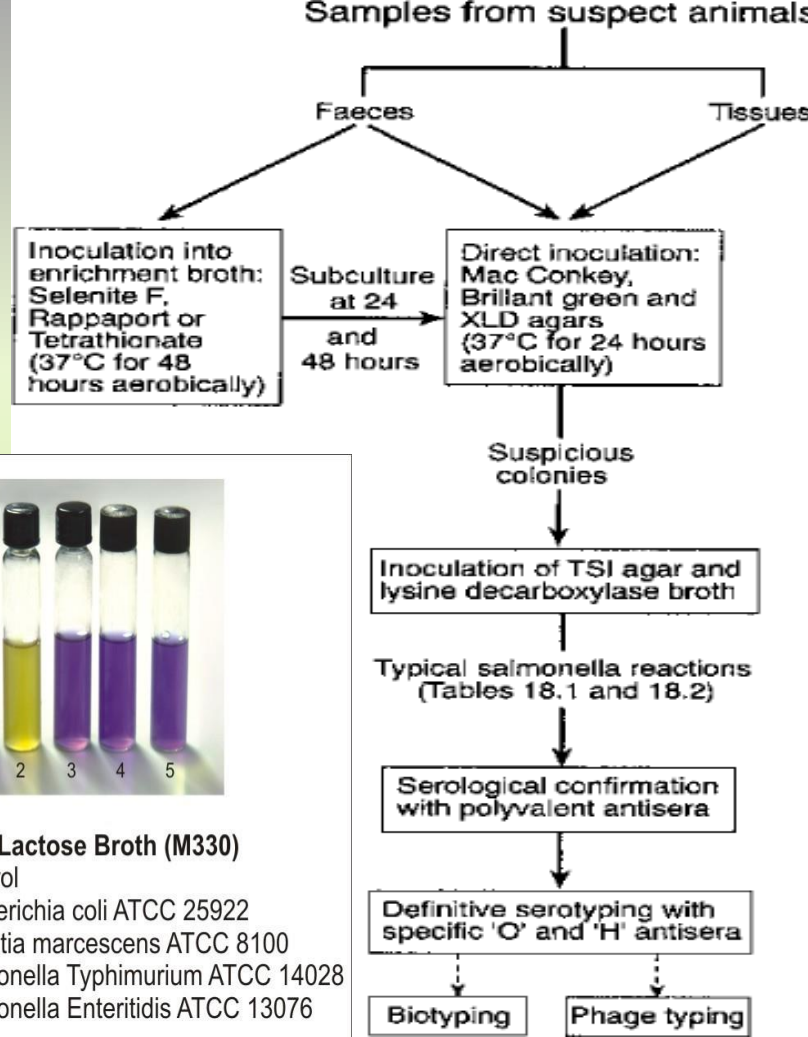 Samples from suspect animals
Faeces
Tissues
Inoculation into
enrichment broth:
Selenite F,
Rappaport or
Tetrathionate
(37°C for 48
hours aerobically)
Subculture
at 24
and
48 hours
Direct inoculation:
Mac Conkey,
Brillant green and
XLD agars
(37°C for 24 hours
aerobically)
Suspicious
colonies
Inoculation of TSI agar and
lysine decarboxylase broth
Typical salmonella reactions
(Tables 18.1 and 18.2)
Serological confirmation
with polyvalent antisera
Definitive serotyping with
specific 'O' and 'H' antisera
Biotyping
Phage typing
2 3 4 5
Lactose Broth (M330)
rol
erichia coli ATCC 25922
tia marcescens ATCC 8100
onella Typhimurium ATCC 14028
onella Enteritidis ATCC 13076